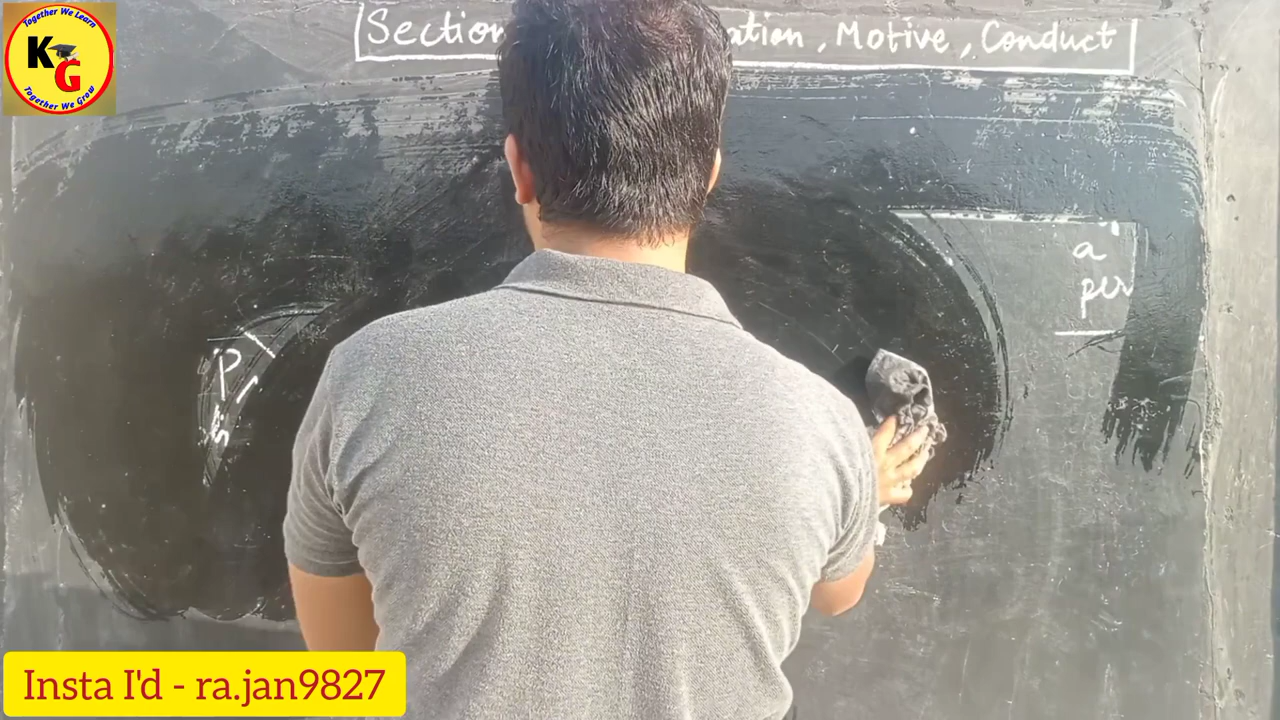 Together We Learn
KG
Together We Grow
Section ation, Motive, Conduct
a
per
P
Insta I'd - ra.jan9827